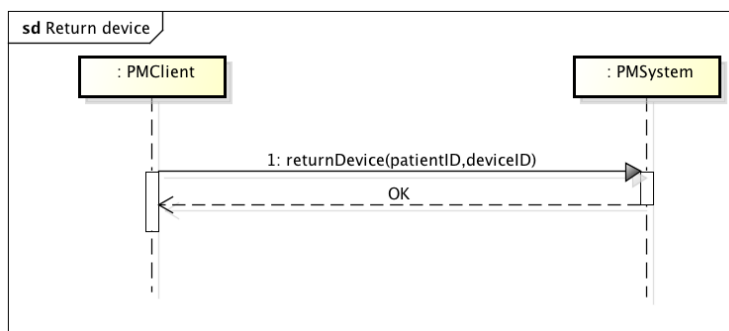 sd Return device
: PMClient
: PMSystem
1: returnDevice(patientID,deviceID)
OK